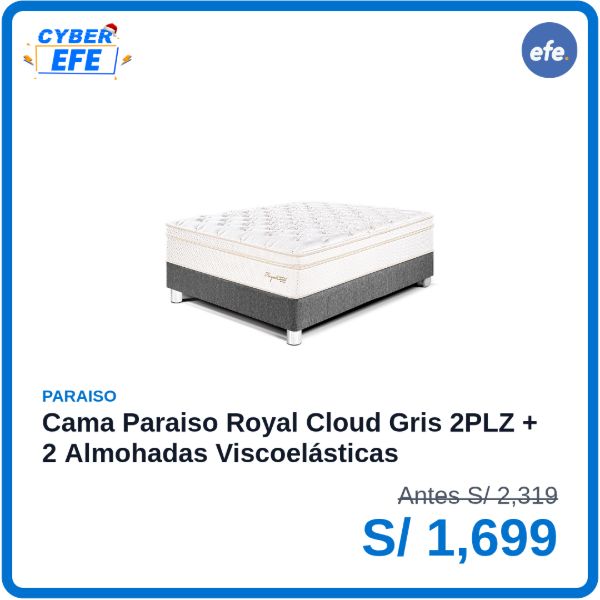 CYBER
EFE
efe.
PARAISO
Cama Paraiso Royal Cloud Gris 2PLZ +
2 Almohadas Viscoelásticas
Antes S/ 2,319
S/ 1,699